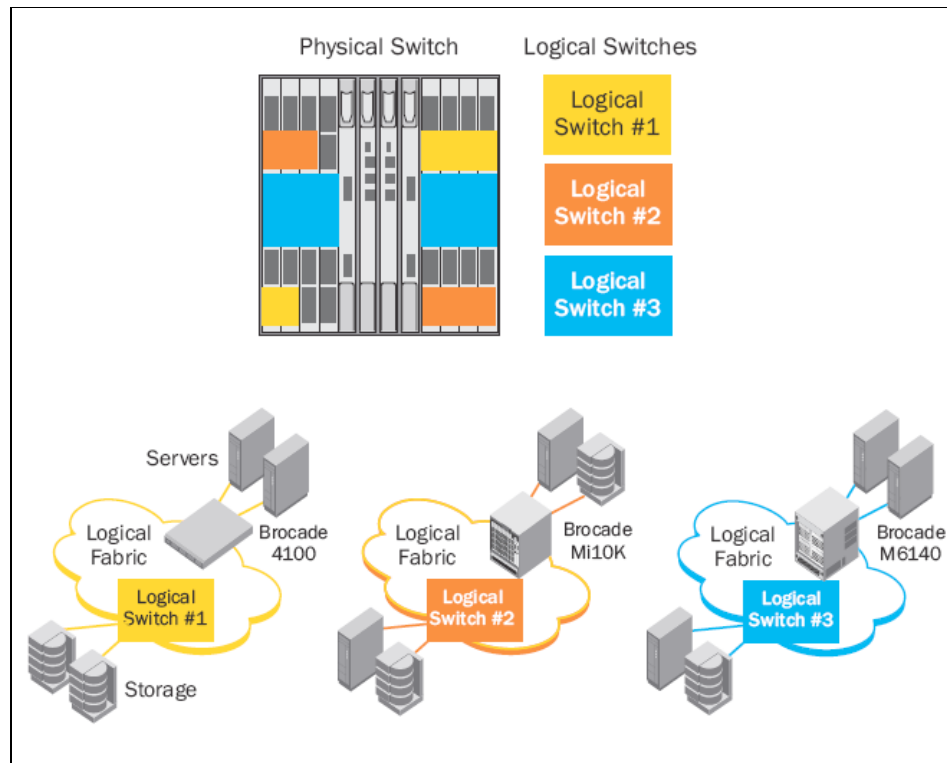 Physical Switch
Logical Switches
Logical
Switch #1
Logical
Switch #2
Logical
Switch #3
Servers
Logical
Fabric
Brocade
4100
Logical
Switch #1
Storage
Logical
Fabric
Brocade
Mi10K
Logical
Switch #2
Logical
Fabric
Brocade
M6140
Logical
Switch #3